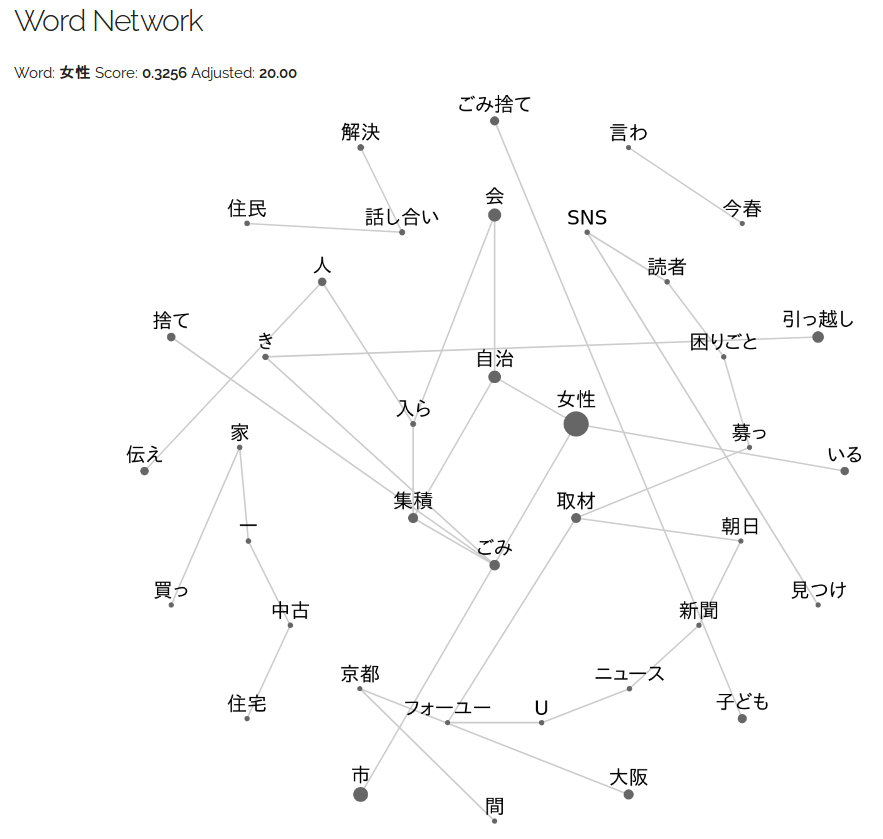 Word Network
Word: 女性 Score: 0.3256 Adjusted: 20.00
ごみ捨て
解決
言わ
会
住民
話し合い
SNS
今春
人
読者
捨て
引っ越し
き
困りごと
自治
女性
入ら
家
募っ
伝え
いる
集積
取材
一
朝日
ごみ
買っ
見つけ
中古
新聞
京都
ニュース
住宅
フォーユー
U
子ども
市
大阪
間